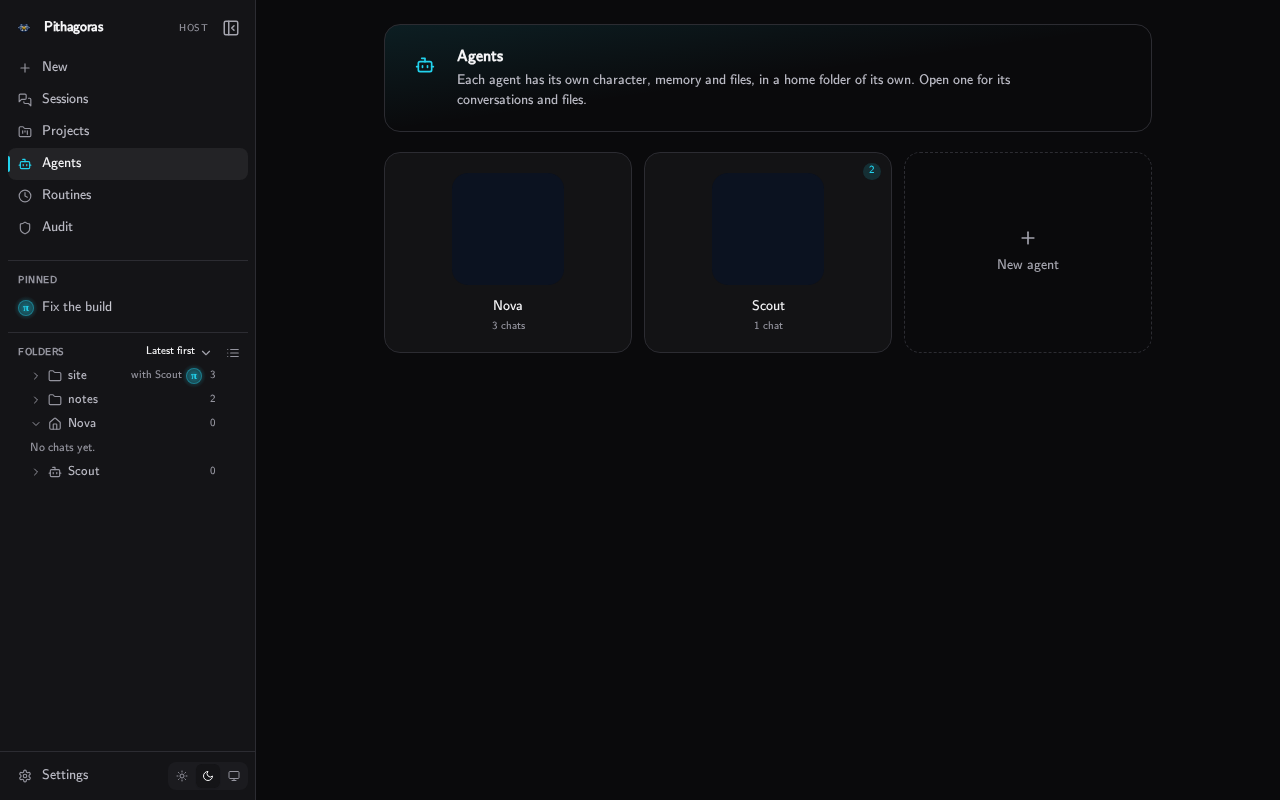 Pithagoras
HOST
New
Sessions
Projects
Agents
Routines
Audit
PINNED
π Fix the build
FOLDERS
Latest first
site with Scout π 3
notes 2
Nova 0
No chats yet.
Scout 0
Settings
Agents
Each agent has its own character, memory and files, in a home folder of its own. Open one for its
conversations and files.
Nova
3 chats
2
Scout
1 chat
New agent